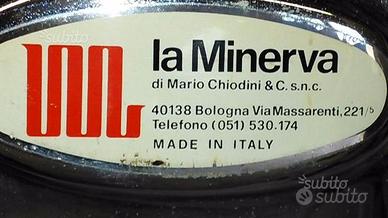 la Minerva
di Mario Chiodini & C. s.n.c.
40138 Bologna Via Massarenti, 221/5
Telefono (051) 530.174
MADE IN ITALY
subito
subito
subito